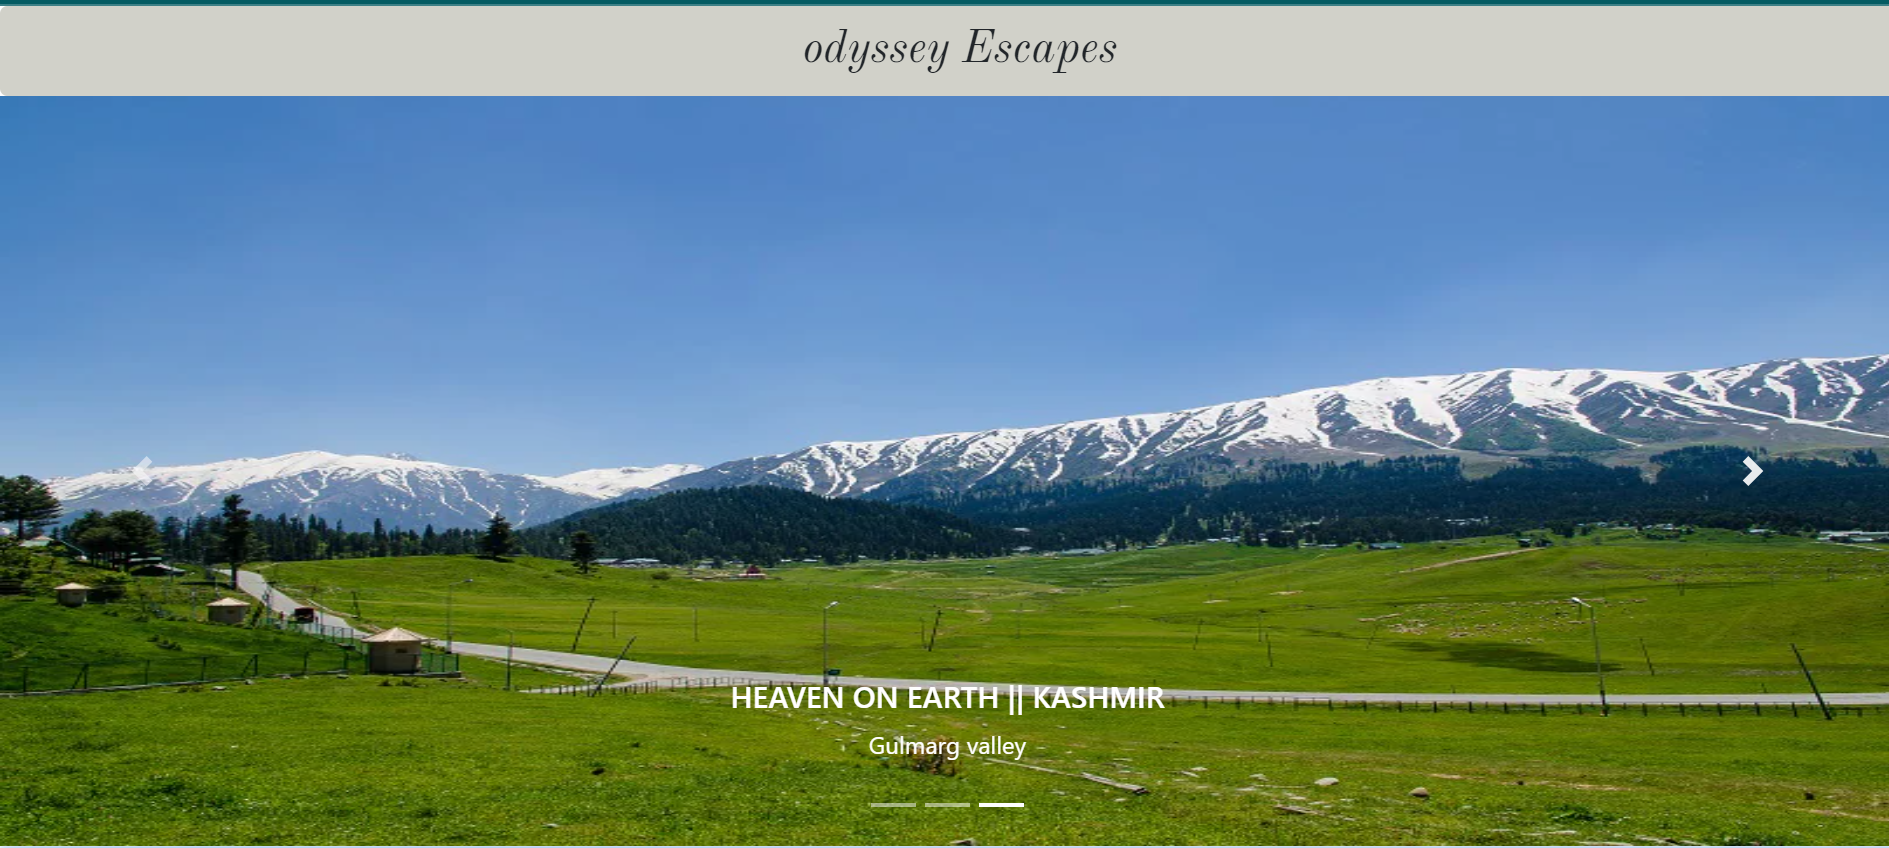 odyssey Escapes
HEAVEN ON EARTH || KASHMIR
Gulmarg valley